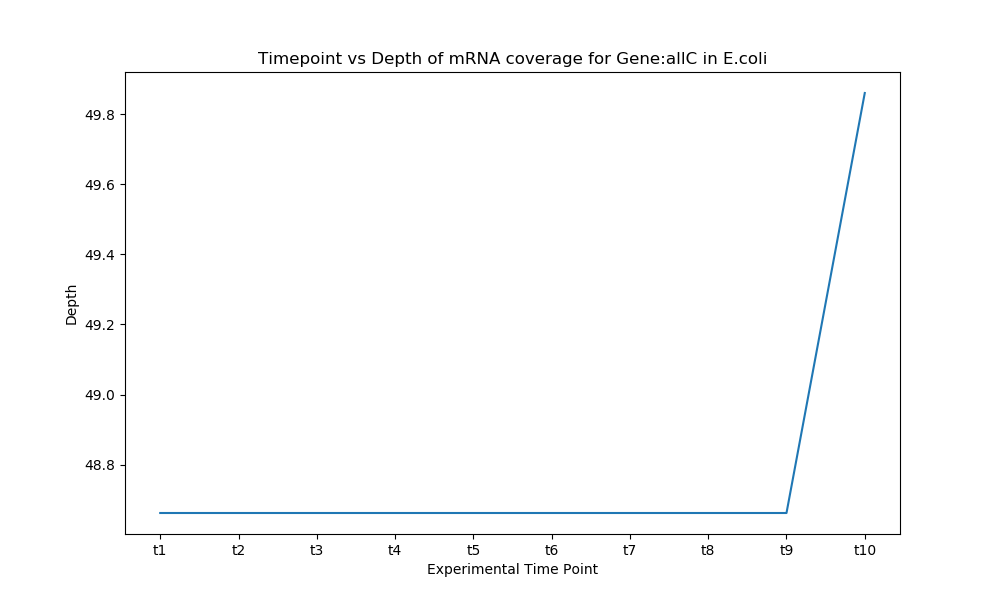 Timepoint vs Depth of mRNA coverage for Gene:allC in E.coli
49.8
49.6
49.4
49.2
49.0
48.8
Depth
t1 t2 t3 t4 t5 t6 t7 t8 t9 t10
Experimental Time Point